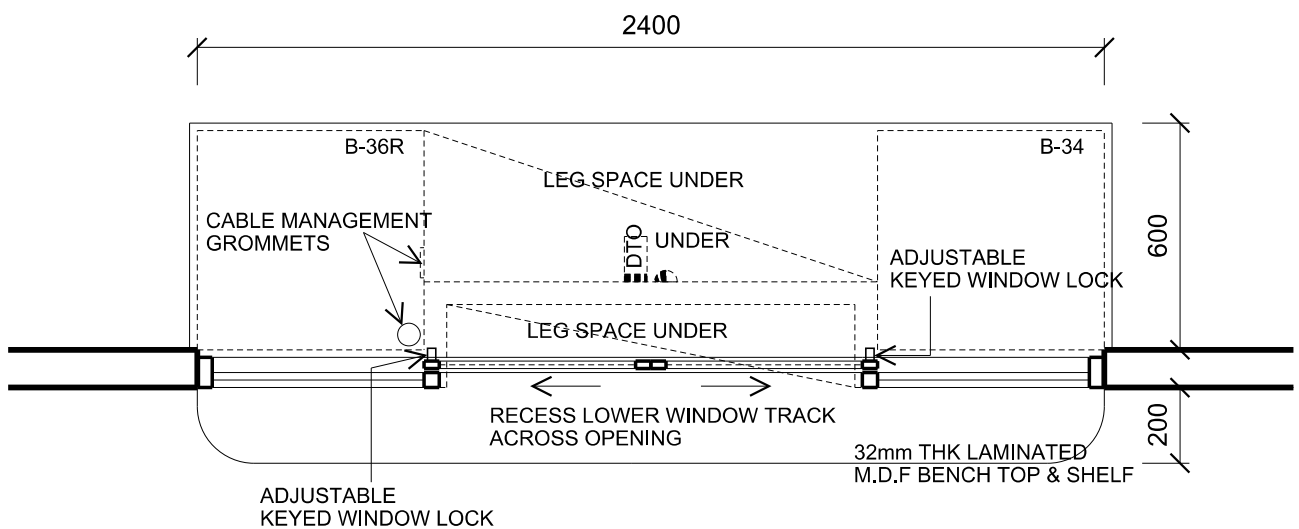 2400
B-36R
B-34
LEG SPACE UNDER
CABLE MANAGEMENT
GROMMETS
DTO
UNDER
ADJUSTABLE
KEYED WINDOW LOCK
600
LEG SPACE UNDER
RECESS LOWER WINDOW TRACK
ACROSS OPENING
200
32mm THK LAMINATED
M.D.F BENCH TOP & SHELF
ADJUSTABLE
KEYED WINDOW LOCK